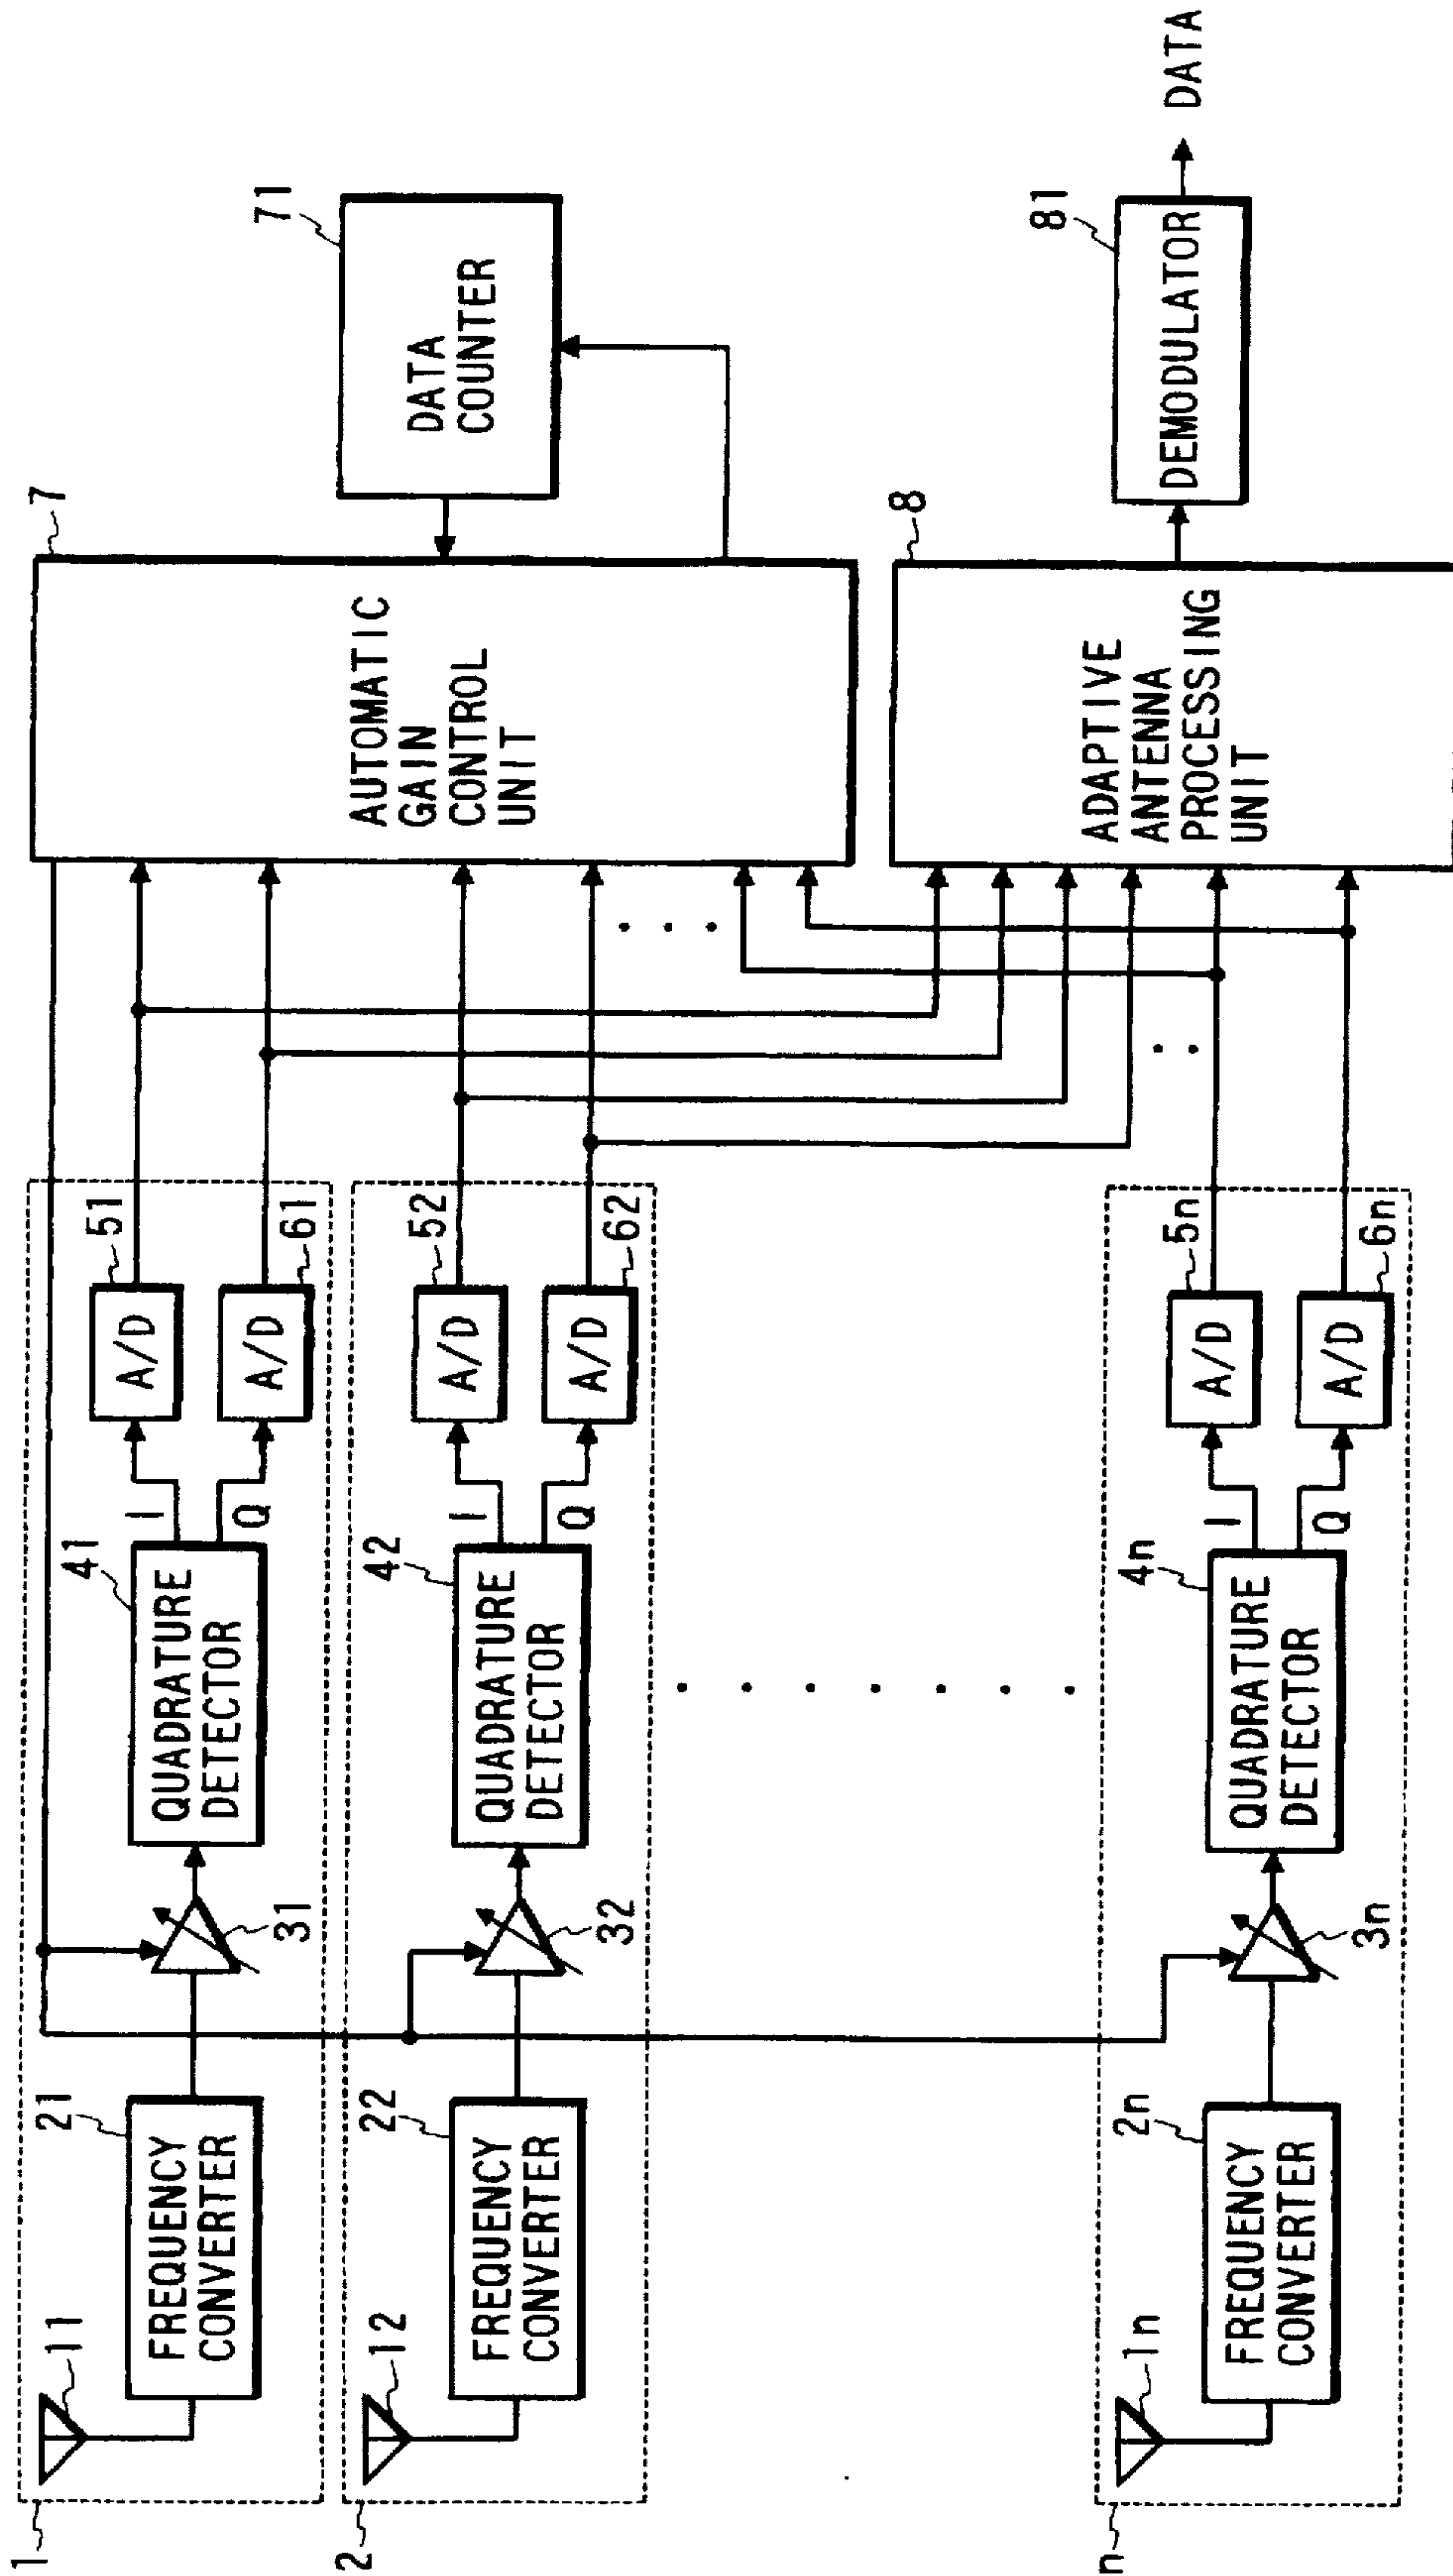 1
11
21
FREQUENCY
CONVERTER
31
41
QUADRATURE
DETECTOR
I
Q
51
A/D
61
A/D
2
12
22
FREQUENCY
CONVERTER
32
42
QUADRATURE
DETECTOR
I
Q
52
A/D
62
A/D
n
1n
2n
FREQUENCY
CONVERTER
3n
4n
QUADRATURE
DETECTOR
I
Q
5n
A/D
6n
A/D
7
AUTOMATIC
GAIN
CONTROL
UNIT
71
DATA
COUNTER
8
ADAPTIVE
ANTENNA
PROCESSING
UNIT
81
DEMODULATOR
DATA